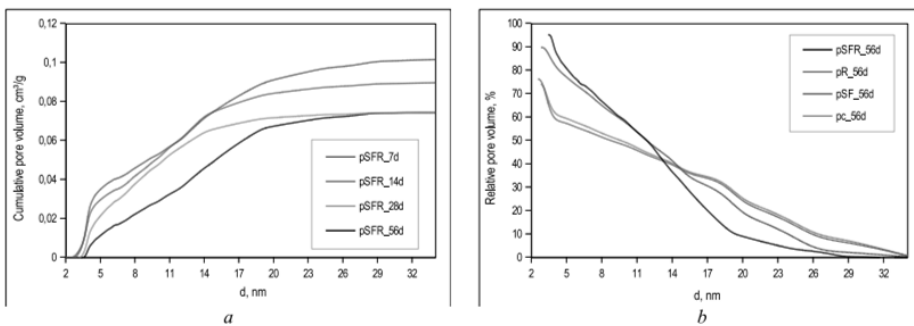 0,12
0,1
0,08
0,06
0,04
0,02
0
Cumulative pore volume, cm³/g
2 5 8 11 14 17 20 23 26 29 32
d, nm
pSFR_7d
pSFR_14d
pSFR_28d
pSFR_56d
a
100
90
80
70
60
50
40
30
20
10
0
Relative pore volume, %
2 5 8 11 14 17 20 23 26 29 32
d, nm
pSFR_56d
pR_56d
pSF_56d
pc_56d
b